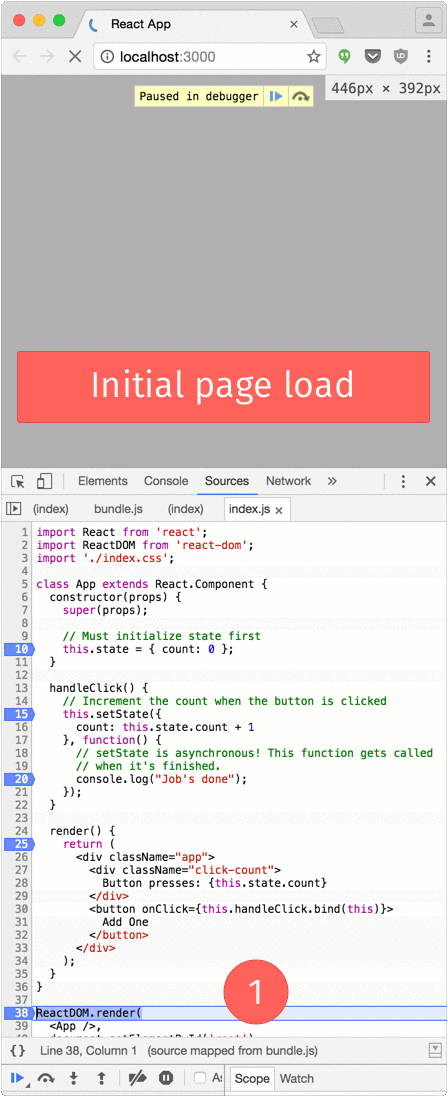 React App
localhost:3000
Paused in debugger
446px × 392px
Initial page load
Elements Console Sources Network »
(index) bundle.js (index) index.js ×
1 import React from 'react';
2 import ReactDOM from 'react-dom';
3 import './index.css';
4
5 class App extends React.Component {
6 constructor(props) {
7 super(props);
8
9 // Must initialize state first
10 this.state = { count: 0 };
11 }
12
13 handleClick() {
14 // Increment the count when the button is clicked
15 this.setState({
16 count: this.state.count + 1
17 }, function() {
18 // setState is asynchronous! This function gets called
19 // when it's finished.
20 console.log("Job's done");
21 });
22 }
23
24 render() {
25 return (
26 <div className="app">
27 <div className="click-count">
28 Button presses: {this.state.count}
29 </div>
30 <button onClick={this.handleClick.bind(this)}>
31 Add One
32 </button>
33 </div>
34 );
35 }
36 }
37
38 ReactDOM.render(
39 <App />,
1
{ } Line 38, Column 1 (source mapped from bundle.js)
Scope Watch